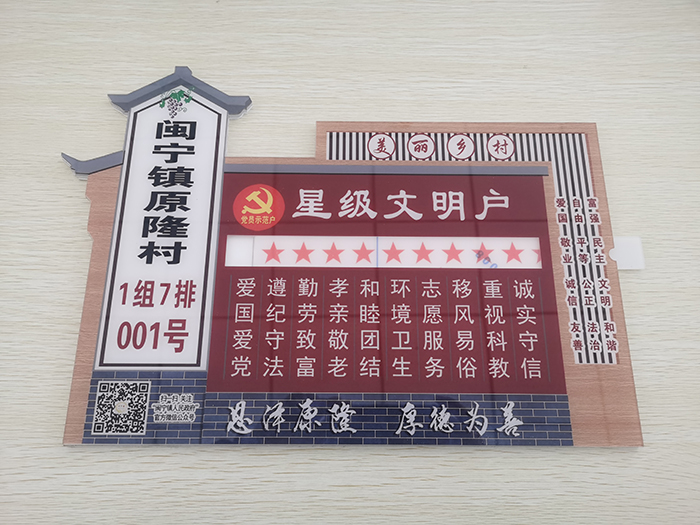 闽宁镇原隆村
1组7排
001号
扫一扫 关注
"闽宁镇人民政府"
官方微信公众号
美丽乡村
党员示范户
星级文明户
爱国爱党
遵纪守法
勤劳致富
孝亲敬老
和睦团结
环境卫生
志愿服务
移风易俗
重视科教
诚实守信
富强 民主 文明 和谐
自由 平等 公正 法治
爱国 敬业 诚信 友善
恩泽原隆 厚德为善